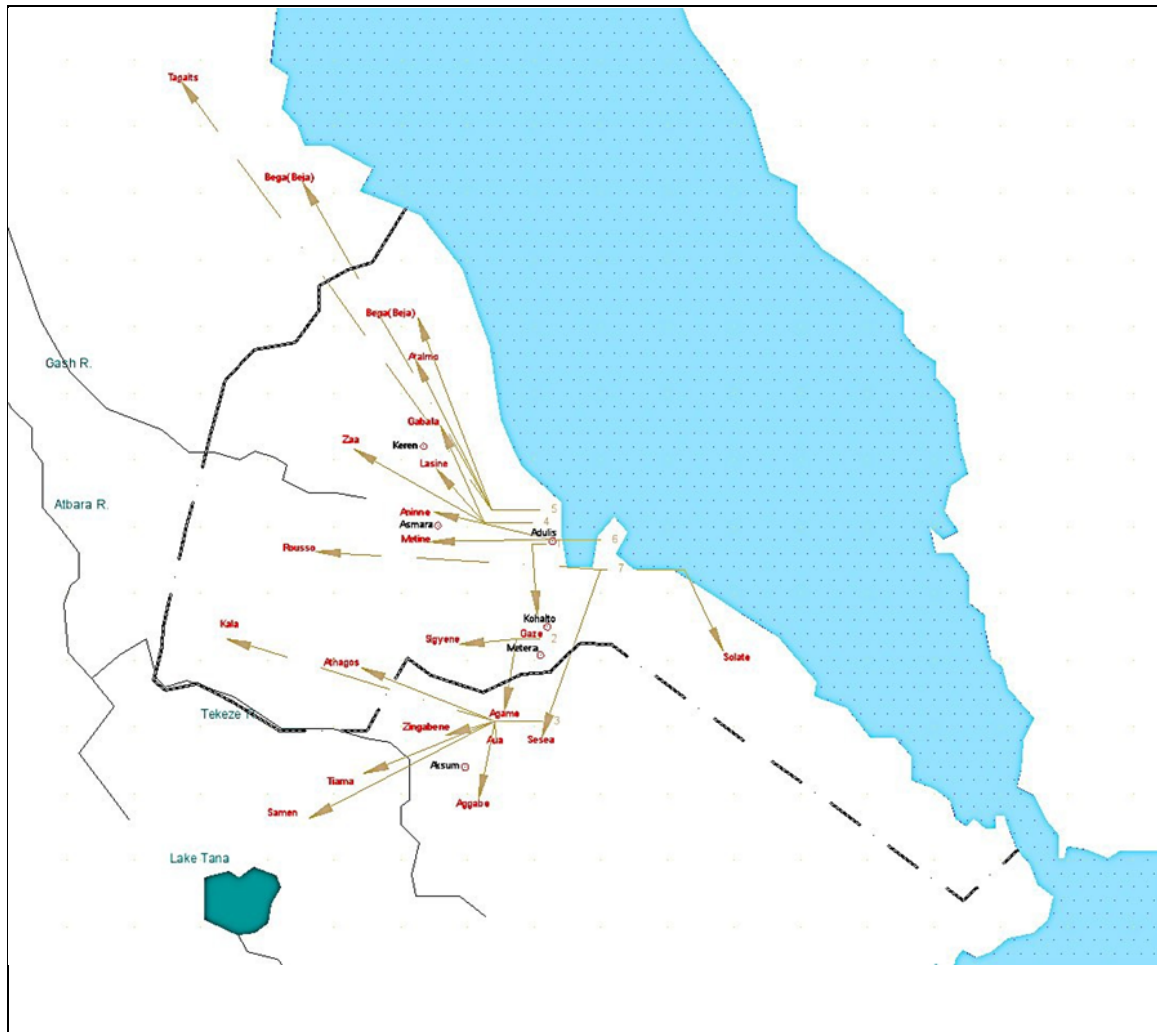 Tagaits
Bega(Beja)
Bega(Beja)
Atalmo
Gash R.
Gabala
Zaa
Keren
Lasine
Atbara R.
Aninne
5
4
Asmara
Adulis
Metine
6
1
Rousso
7
Kohaito
Kala
Gaze
2
Sigyene
Metera
Athagos
Solate
Agame
Tekeze
3
Zingabene
Aua
Sesea
Aksum
Tiama
Aggabe
Samen
Lake Tana